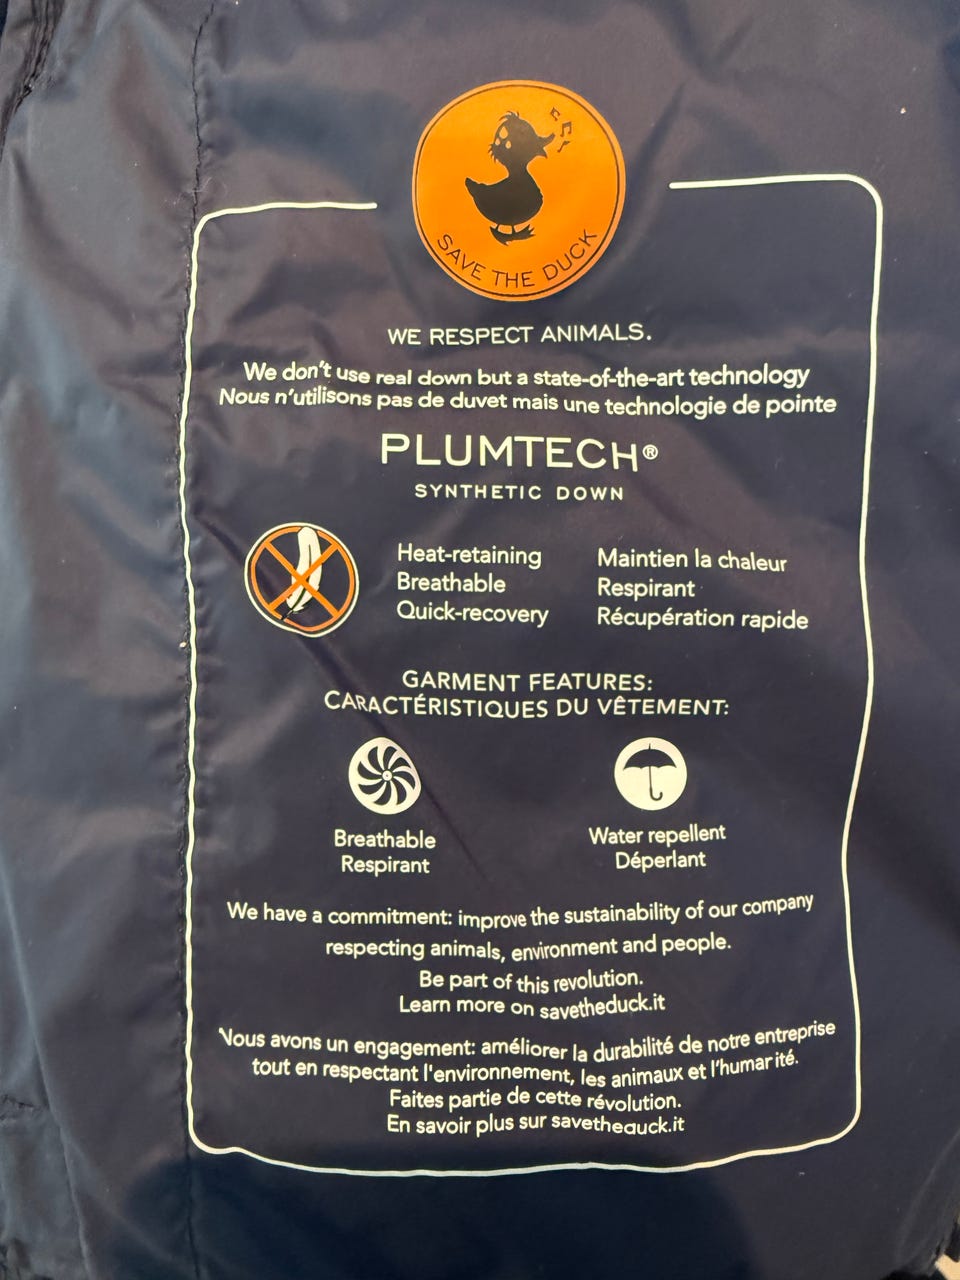 SAVE THE DUCK
WE RESPECT ANIMALS.
We don't use real down but a state-of-the-art technology
Nous n'utilisons pas de duvet mais une technologie de pointe
PLUMTECH®
SYNTHETIC DOWN
Heat-retaining
Breathable
Quick-recovery
Maintien la chaleur
Respirant
Récupération rapide
GARMENT FEATURES:
CARACTÉRISTIQUES DU VÊTEMENT:
Breathable
Respirant
Water repellent
Déperlant
We have a commitment: improve the sustainability of our company
respecting animals, environment and people.
Be part of this revolution.
Learn more on savetheduck.it
Nous avons un engagement: améliorer la durabilité de notre entreprise
tout en respectant l'environnement, les animaux et l'humanité.
Faites partie de cette révolution.
En savoir plus sur savetheduck.it